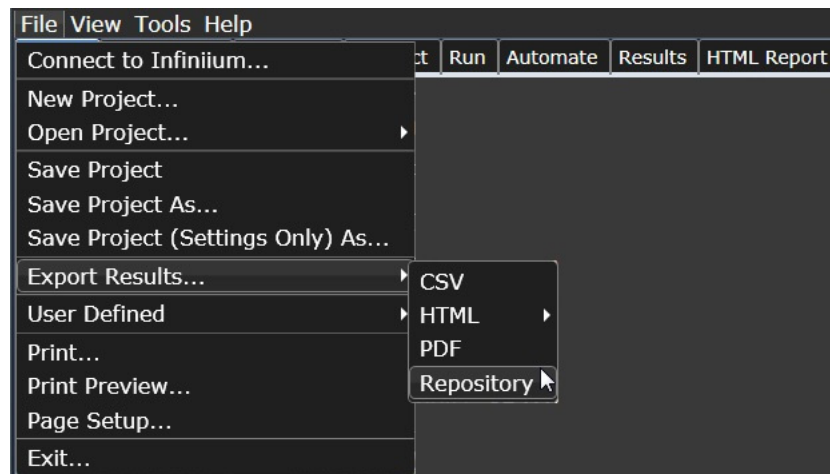 File View Tools Help
Connect to Infiniium...
Run Automate Results HTML Report
New Project...
Open Project...
Save Project
Save Project As...
Save Project (Settings Only) As...
Export Results...
CSV
User Defined
HTML
Print...
PDF
Print Preview...
Repository
Page Setup...
Exit...